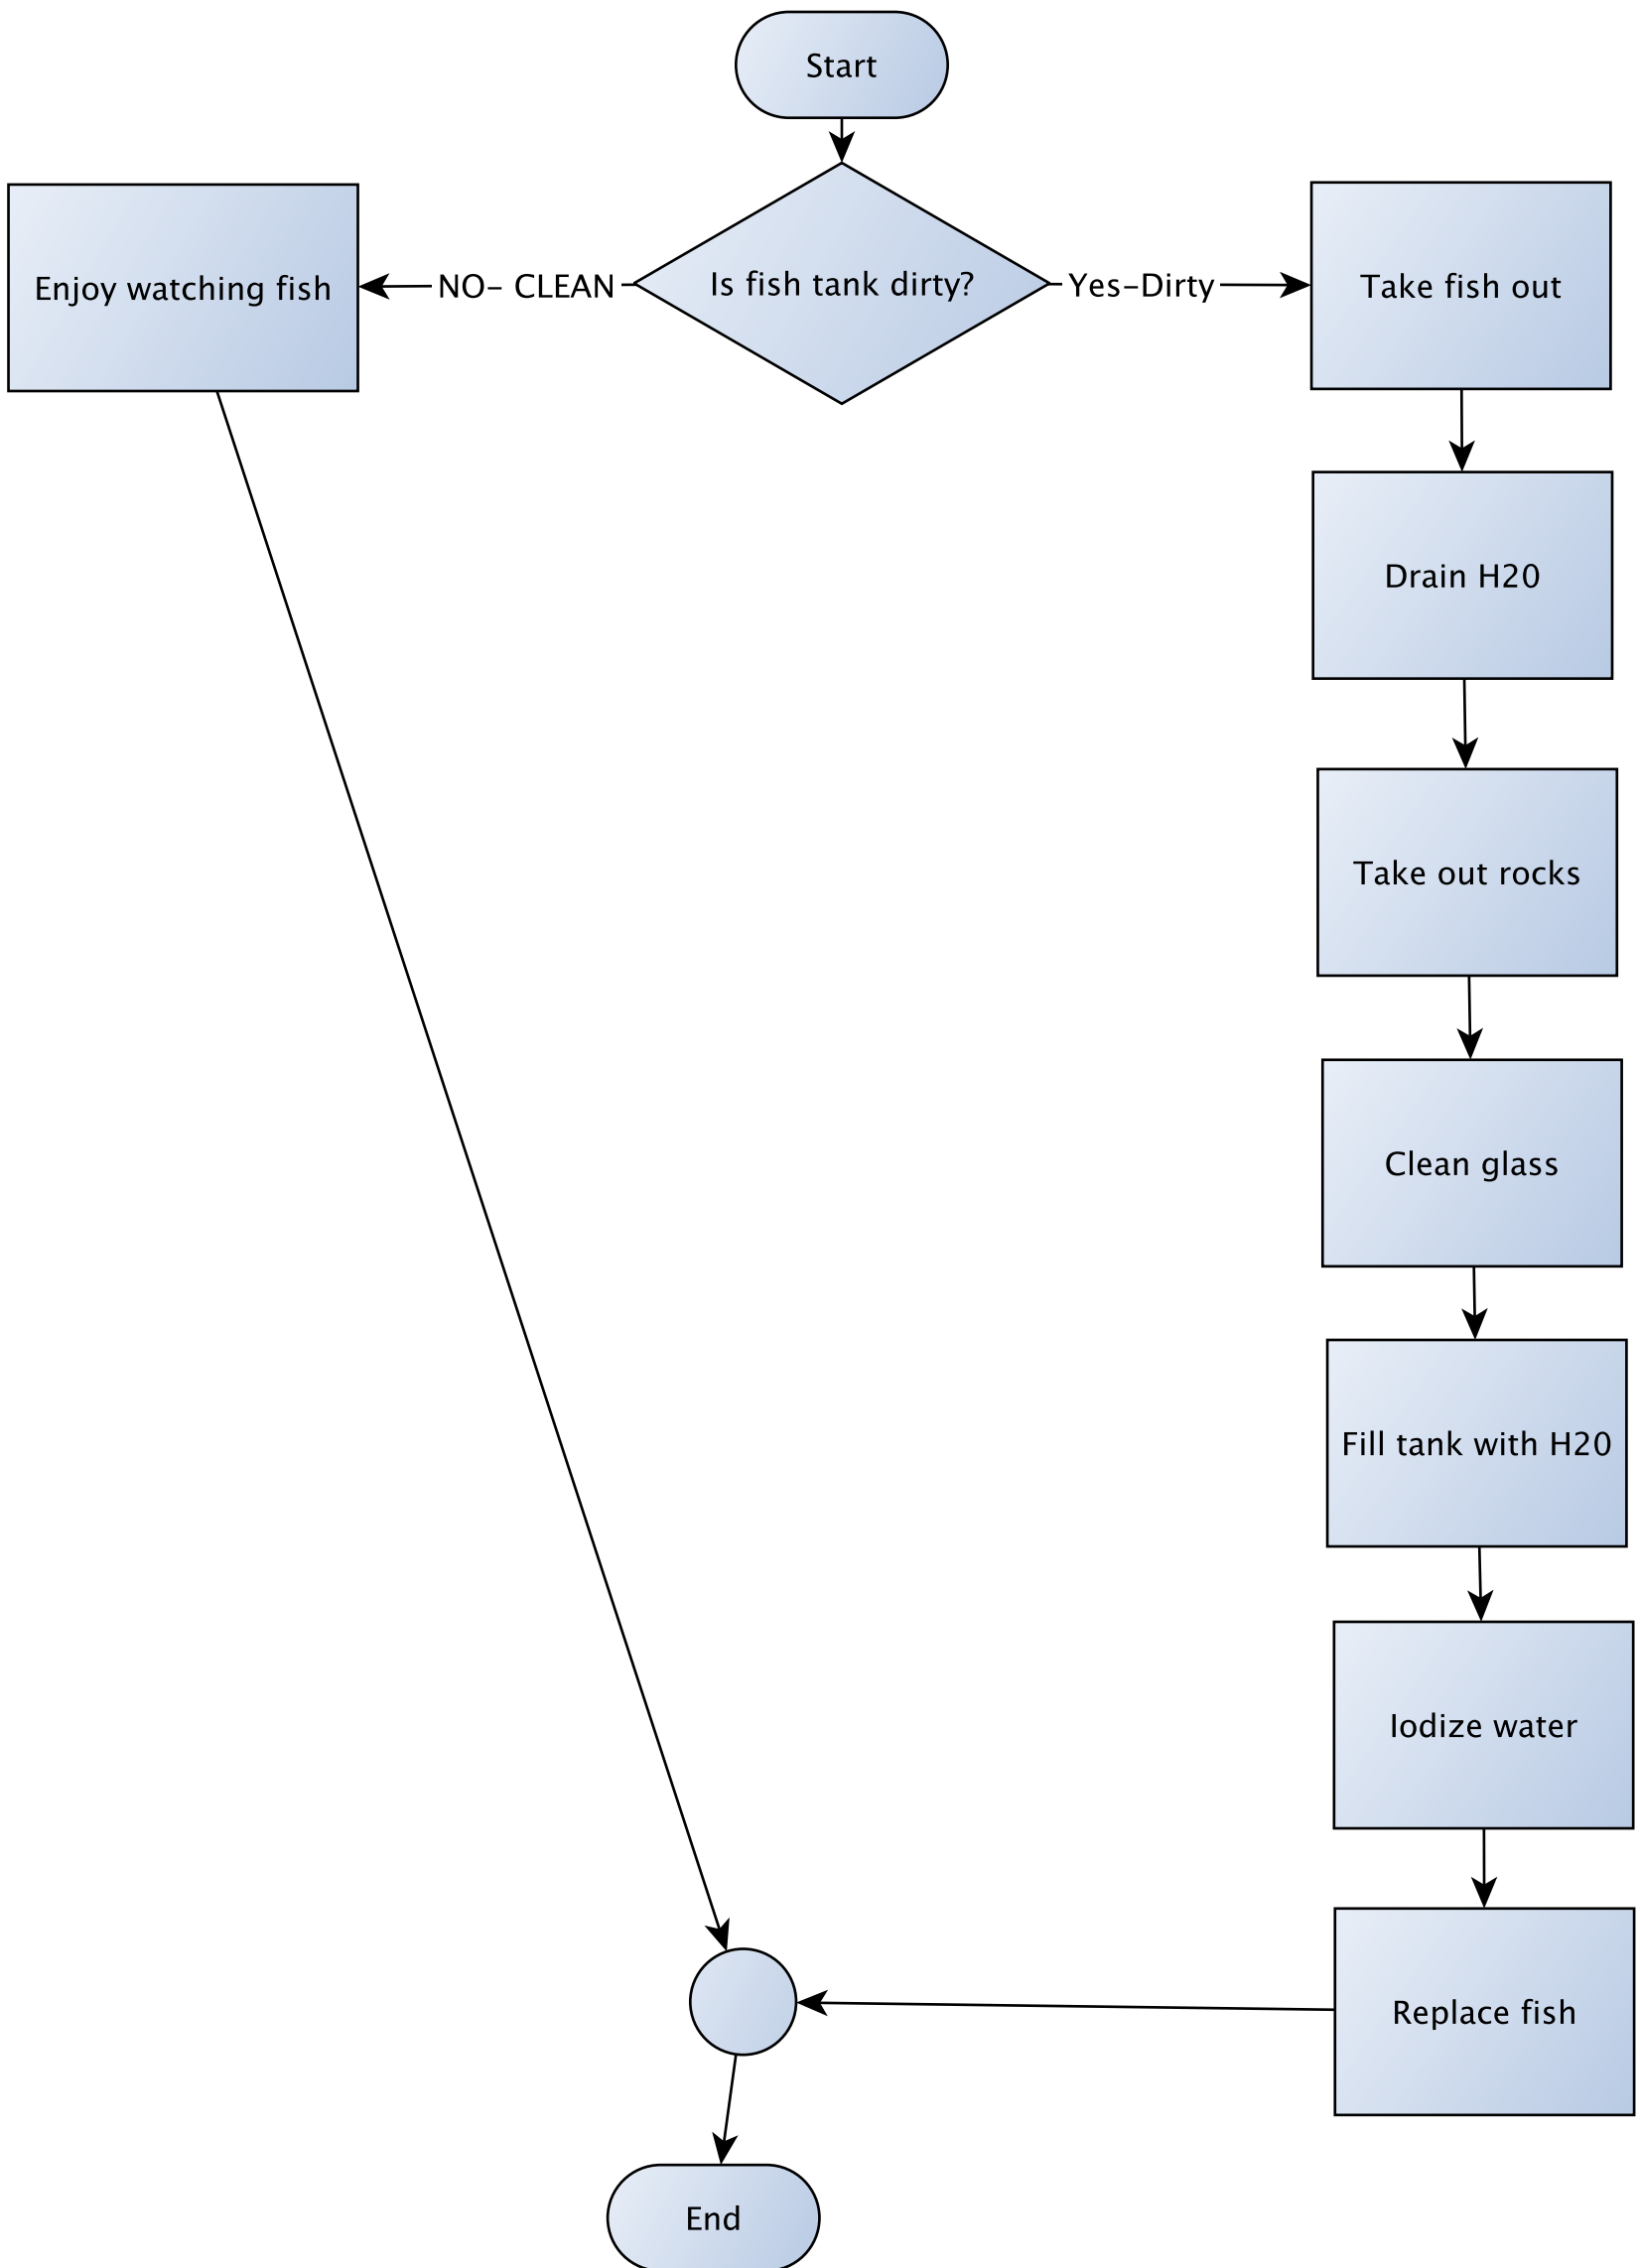 Start
Enjoy watching fish
NO- CLEAN
Is fish tank dirty?
Yes-Dirty
Take fish out
Drain H20
Take out rocks
Clean glass
Fill tank with H20
Iodize water
Replace fish
End